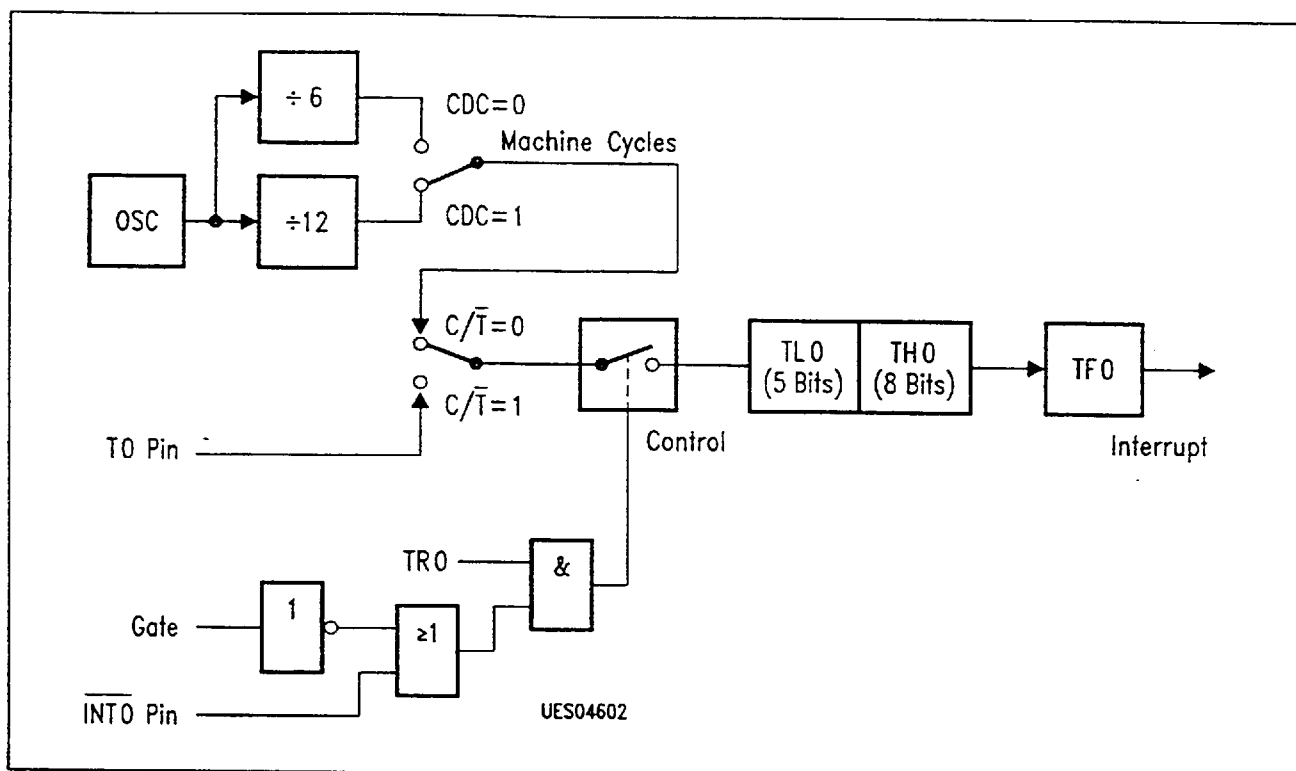 ÷ 6
CDC=0
Machine Cycles
OSC
÷12
CDC=1
C/T̅=0
TL0
(5 Bits)
TH0
(8 Bits)
TF0
C/T̅=1
T0 Pin
Control
Interrupt
TR0
&
Gate
1
≥1
I̅N̅T̅0̅ Pin
UES04602